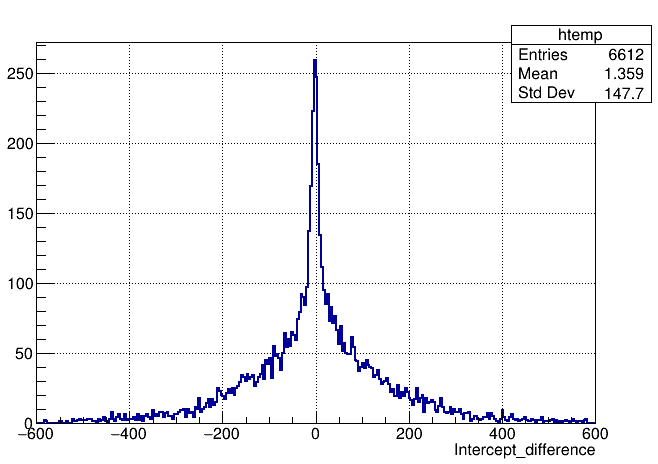 htemp
Entries 6612
Mean 1.359
Std Dev 147.7
250
200
150
100
50
0
−600 −400 −200 0 200 400 600
Intercept_difference